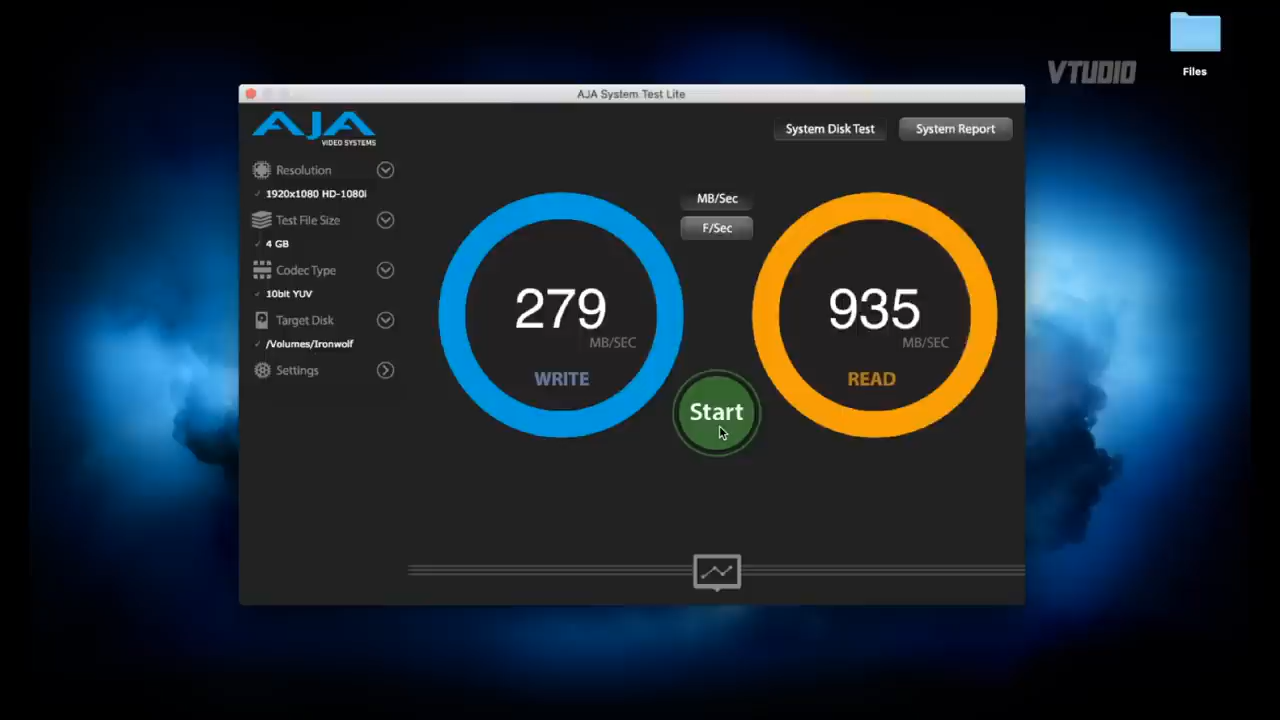 Files
VTUDIO
AJA System Test Lite
AJA
VIDEO SYSTEMS
System Disk Test
System Report
Resolution
✓ 1920x1080 HD-1080i
Test File Size
✓ 4 GB
Codec Type
✓ 10bit YUV
Target Disk
✓ /Volumes/Ironwolf
Settings
MB/Sec
F/Sec
279
MB/SEC
WRITE
935
MB/SEC
READ
Start